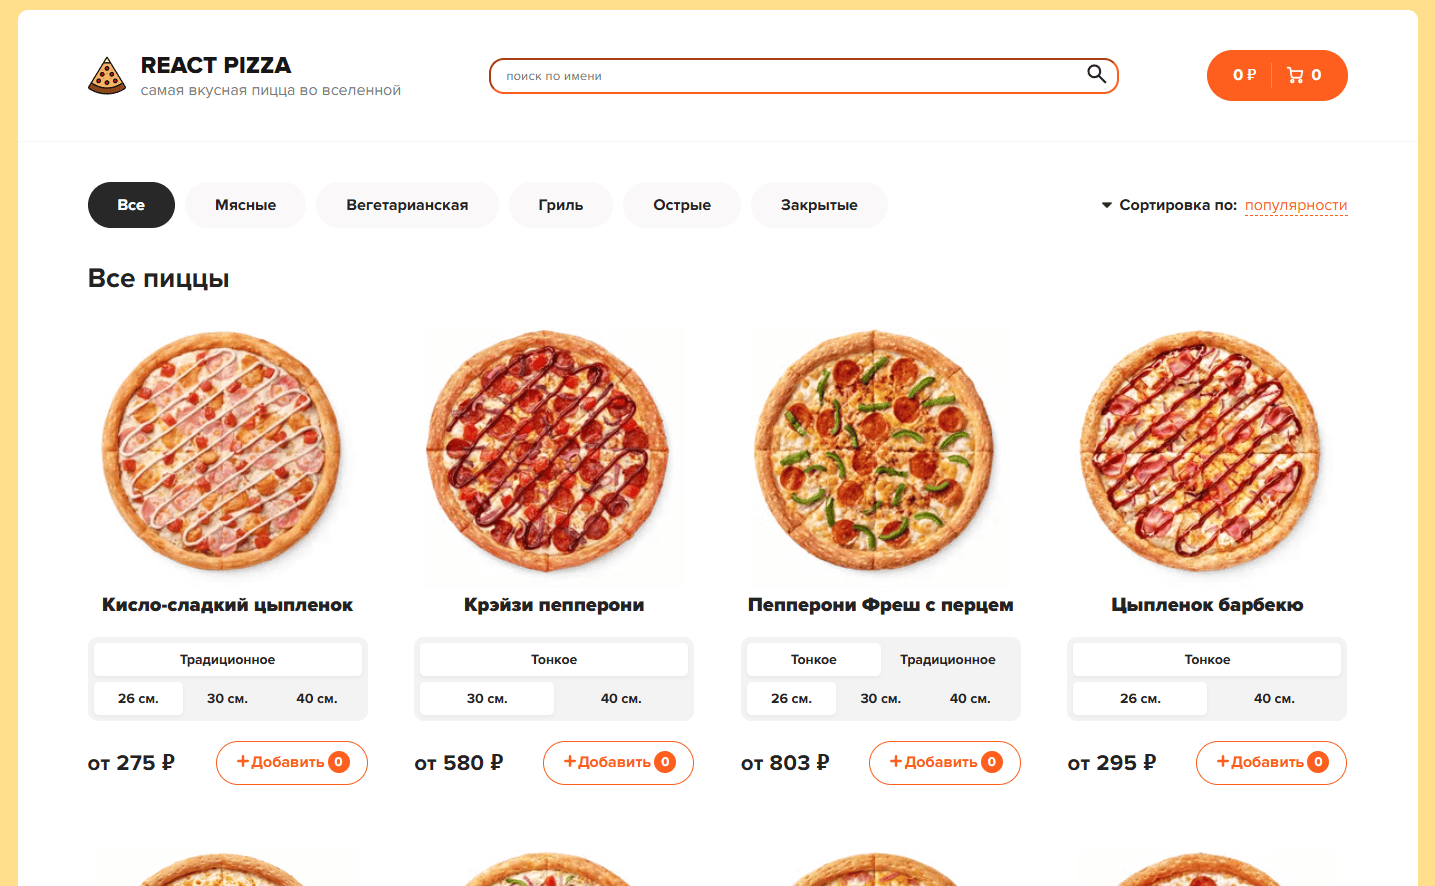 REACT PIZZA
самая вкусная пицца во вселенной
поиск по имени
0 ₽ 0
Все Мясные Вегетарианская Гриль Острые Закрытые
Сортировка по: популярности
Все пиццы
Кисло-сладкий цыпленок Крэйзи пепперони Пепперони Фреш с перцем Цыпленок барбекю
Традиционное Тонкое Тонкое Традиционное Тонкое
26 см. 30 см. 40 см. 30 см. 40 см. 26 см. 30 см. 40 см. 26 см. 40 см.
от 275 ₽ +Добавить 0 от 580 ₽ +Добавить 0 от 803 ₽ +Добавить 0 от 295 ₽ +Добавить 0